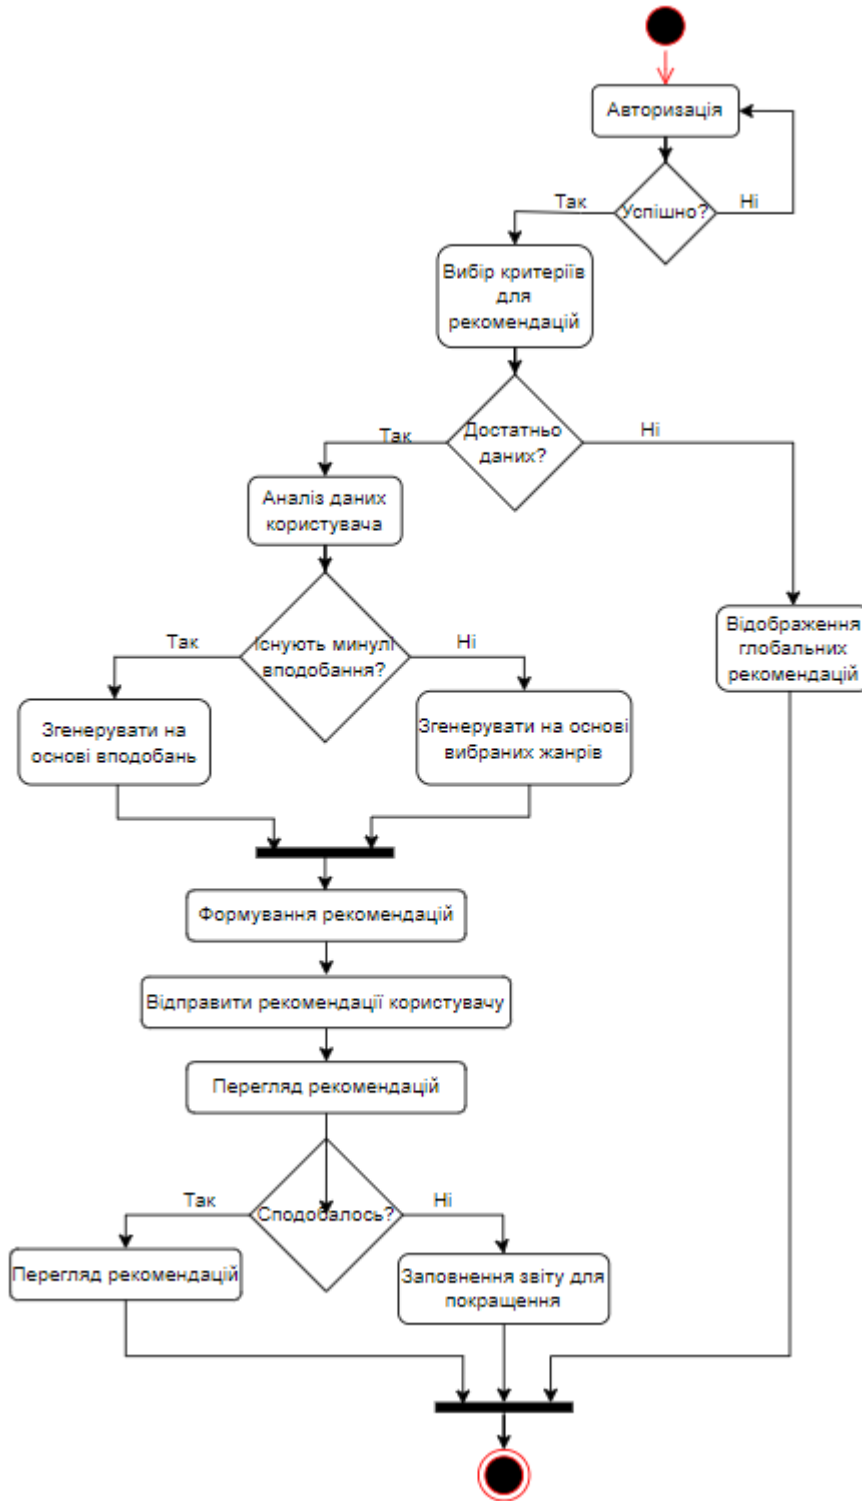 Авторизація
Успішно?
Так
Ні
Вибір критеріїв
для
рекомендацій
Достатньо
даних?
Так
Ні
Аналіз даних
користувача
Існують минулі
вподобання?
Так
Ні
Відображення
глобальних
рекомендацій
Згенерувати на
основі вподобань
Згенерувати на основі
вибраних жанрів
Формування рекомендацій
Відправити рекомендації користувачу
Перегляд рекомендацій
Сподобалось?
Так
Ні
Перегляд рекомендацій
Заповнення звіту для
покращення